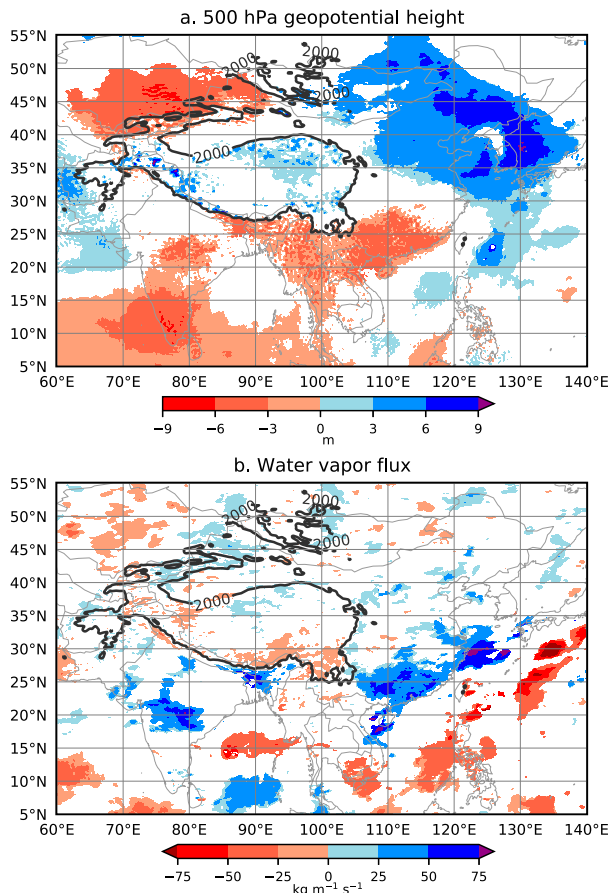 a. 500 hPa geopotential height
55°N
50°N
45°N
40°N
35°N
30°N
25°N
20°N
15°N
10°N
5°N
2000
2000
2000
60°E 70°E 80°E 90°E 100°E 110°E 120°E 130°E 140°E
−9 −6 −3 0 3 6 9
m
b. Water vapor flux
55°N
50°N
45°N
40°N
35°N
30°N
25°N
20°N
15°N
10°N
5°N
2000
2000
2000
60°E 70°E 80°E 90°E 100°E 110°E 120°E 130°E 140°E
−75 −50 −25 0 25 50 75
kg m⁻¹ s⁻¹